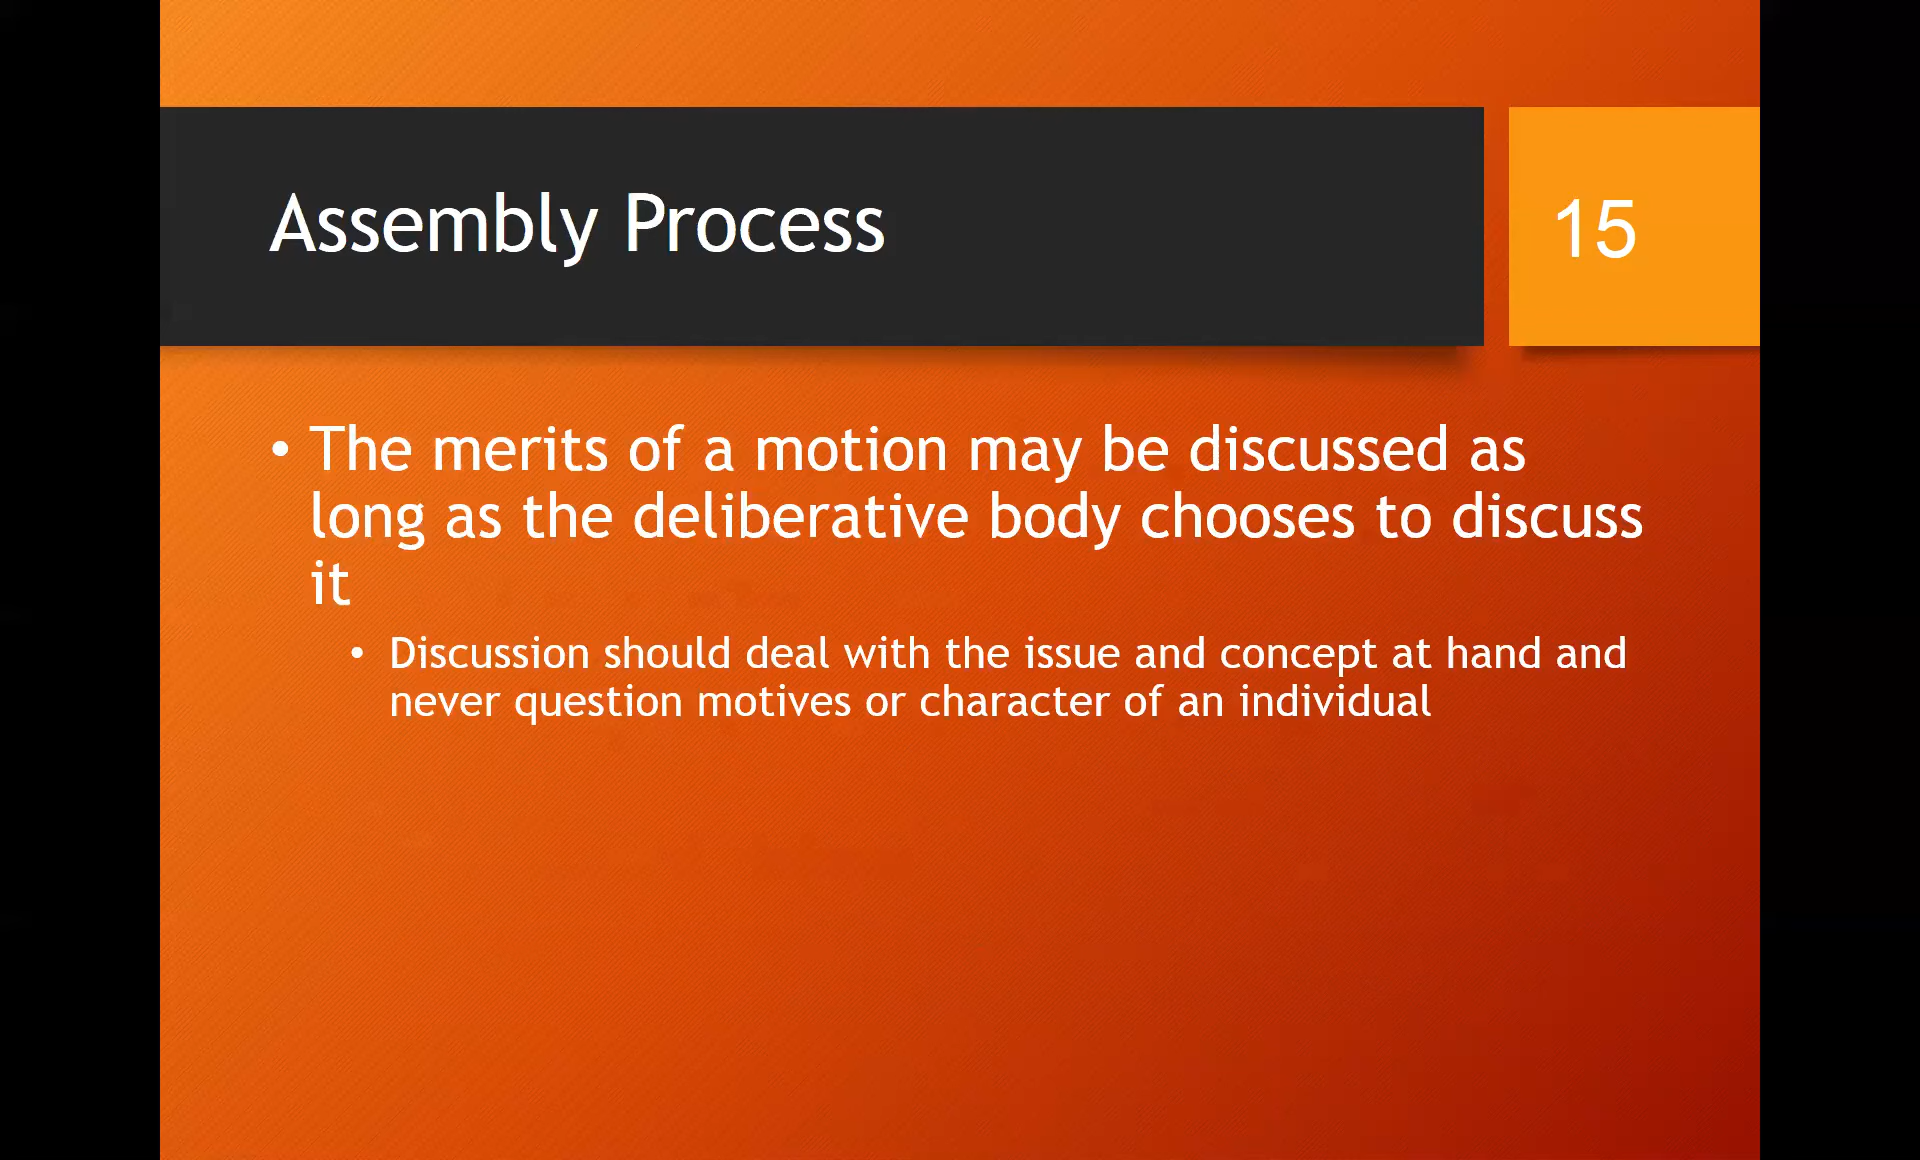 Assembly Process
15
• The merits of a motion may be discussed as
long as the deliberative body chooses to discuss
it
• Discussion should deal with the issue and concept at hand and
never question motives or character of an individual